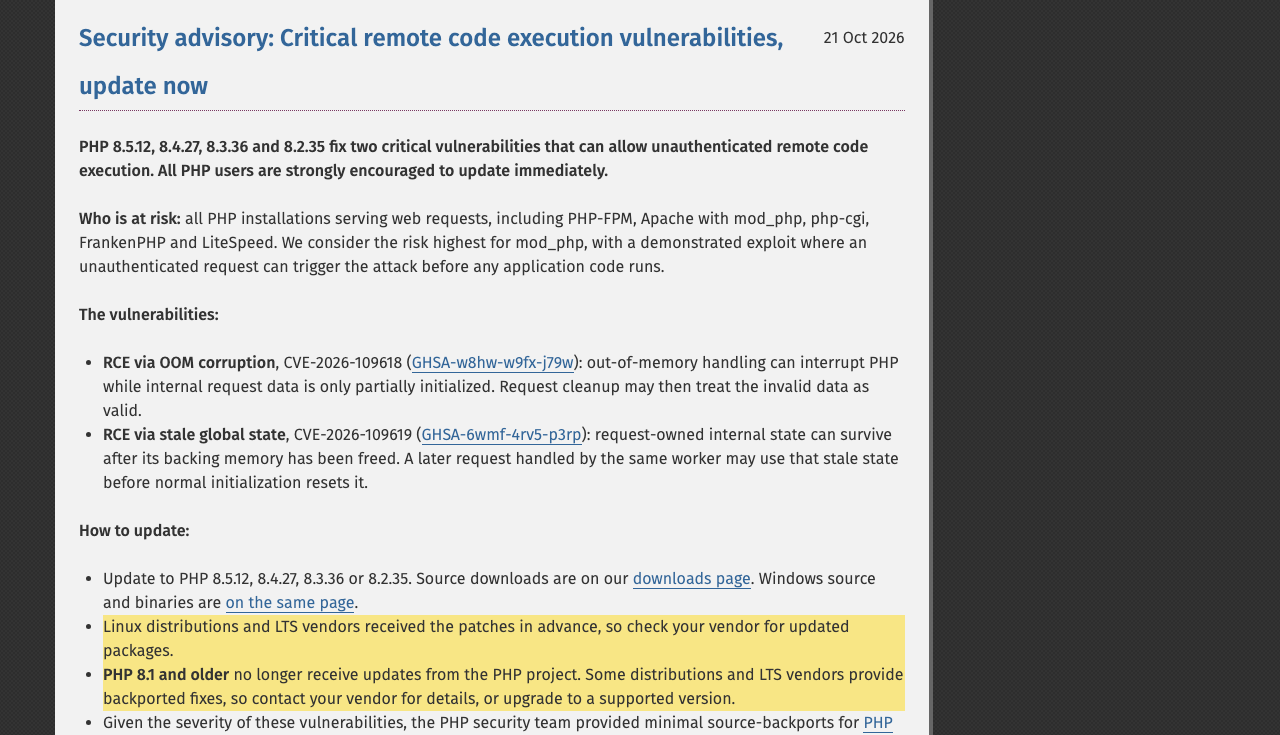 Security advisory: Critical remote code execution vulnerabilities, update now
21 Oct 2026
PHP 8.5.12, 8.4.27, 8.3.36 and 8.2.35 fix two critical vulnerabilities that can allow unauthenticated remote code
execution. All PHP users are strongly encouraged to update immediately.
Who is at risk: all PHP installations serving web requests, including PHP-FPM, Apache with mod_php, php-cgi,
FrankenPHP and LiteSpeed. We consider the risk highest for mod_php, with a demonstrated exploit where an
unauthenticated request can trigger the attack before any application code runs.
The vulnerabilities:
• RCE via OOM corruption, CVE-2026-109618 (GHSA-w8hw-w9fx-j79w): out-of-memory handling can interrupt PHP
while internal request data is only partially initialized. Request cleanup may then treat the invalid data as
valid.
• RCE via stale global state, CVE-2026-109619 (GHSA-6wmf-4rv5-p3rp): request-owned internal state can survive
after its backing memory has been freed. A later request handled by the same worker may use that stale state
before normal initialization resets it.
How to update:
• Update to PHP 8.5.12, 8.4.27, 8.3.36 or 8.2.35. Source downloads are on our downloads page. Windows source
and binaries are on the same page.
• Linux distributions and LTS vendors received the patches in advance, so check your vendor for updated
packages.
• PHP 8.1 and older no longer receive updates from the PHP project. Some distributions and LTS vendors provide
backported fixes, so contact your vendor for details, or upgrade to a supported version.
• Given the severity of these vulnerabilities, the PHP security team provided minimal source-backports for PHP